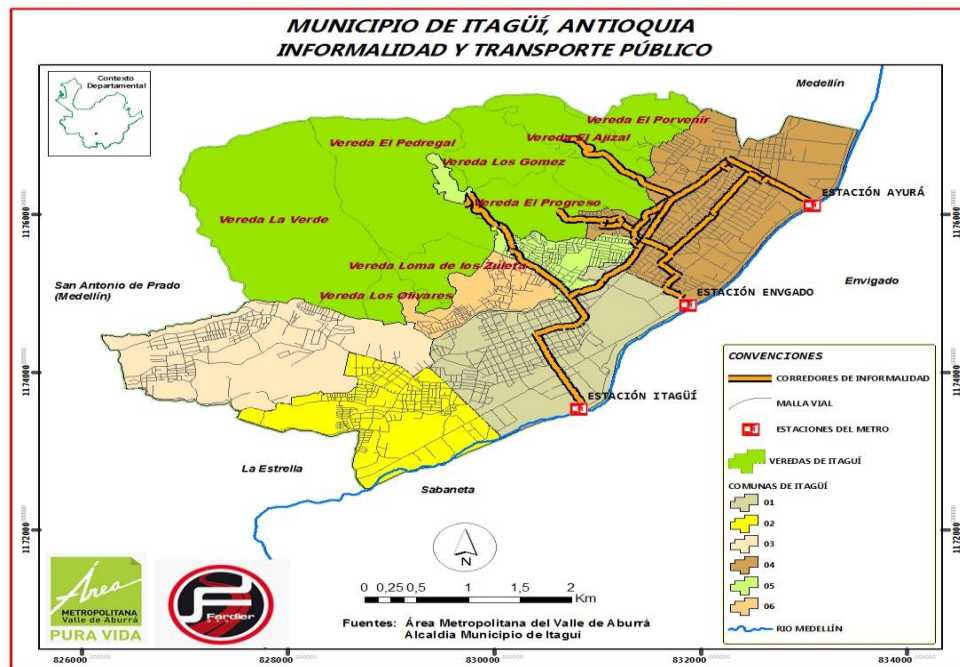 MUNICIPIO DE ITAGÜÍ, ANTIOQUIA
INFORMALIDAD Y TRANSPORTE PÚBLICO
Contexto
Departamental
Medellín
Vereda El Porvenir
Vereda El Ajizal
Vereda El Pedregal
Vereda Los Gomez
ESTACIÓN AYURÁ
Vereda El Progreso
Vereda La Verde
1176000
1176000
Vereda Loma de los Zuleta
San Antonio de Prado
(Medellín)
Envigado
Vereda Los Olivares
ESTACIÓN ENVGADO
1174000
1174000
ESTACIÓN ITAGÜÍ
La Estrella
Sabaneta
1172000
1172000
CONVENCIONES
CORREDORES DE INFORMALIDAD
MALLA VIAL
ESTACIONES DEL METRO
VEREDAS DE ITAGUÍ
COMUNAS DE ITAGÜÍ
01
02
03
04
05
06
RIO MEDELLÍN
N
0 0,25 0,5 1 1,5 2
Km
Fuentes: Área Metropolitana del Valle de Aburrá
Alcaldia Municipio de Itagui
Área
METROPOLITANA
Valle de Aburrá
PURA VIDA
Fardier
826000
828000
830000
832000
834000